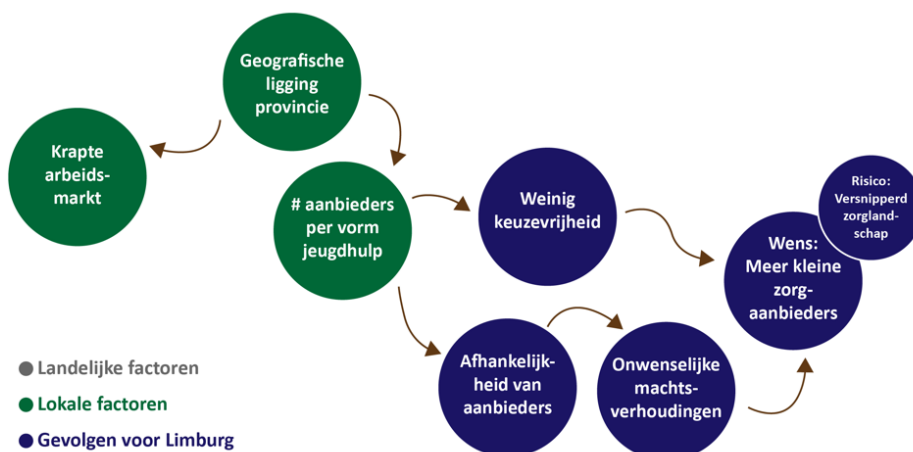 Geografische
ligging
provincie
Krapte
arbeids-
markt
# aanbieders
per vorm
jeugdhulp
Weinig
keuzevrijheid
Risico:
Versnipperd
zorgland-
schap
Wens:
Meer kleine
zorg-
aanbieders
Afhankelijk-
heid van
aanbieders
Onwenselijke
machts-
verhoudingen
Landelijke factoren
Lokale factoren
Gevolgen voor Limburg